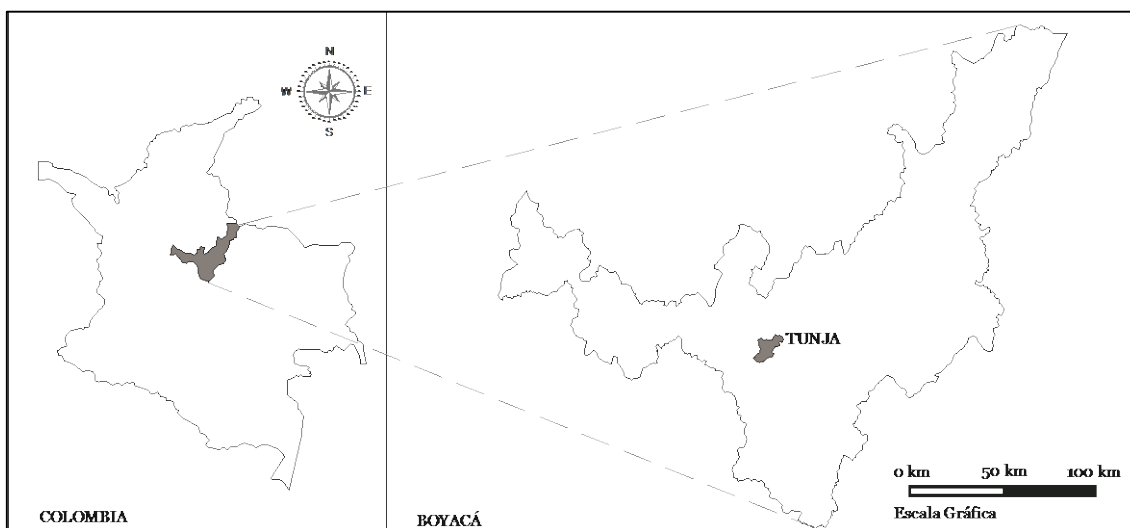 N
W E
S
TUNJA
0 km 50 km 100 km
Escala Gráfica
COLOMBIA
BOYACÁ